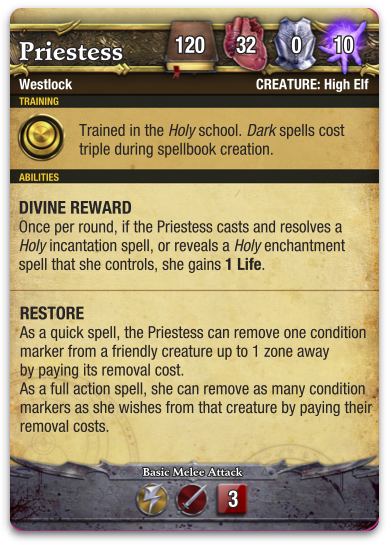 Priestess 120 32 0 10
Westlock CREATURE: High Elf
TRAINING
Trained in the Holy school. Dark spells cost
triple during spellbook creation.
ABILITIES
DIVINE REWARD
Once per round, if the Priestess casts and resolves a
Holy incantation spell, or reveals a Holy enchantment
spell that she controls, she gains 1 Life.
RESTORE
As a quick spell, the Priestess can remove one condition
marker from a friendly creature up to 1 zone away
by paying its removal cost.
As a full action spell, she can remove as many condition
markers as she wishes from that creature by paying their
removal costs.
Basic Melee Attack
3